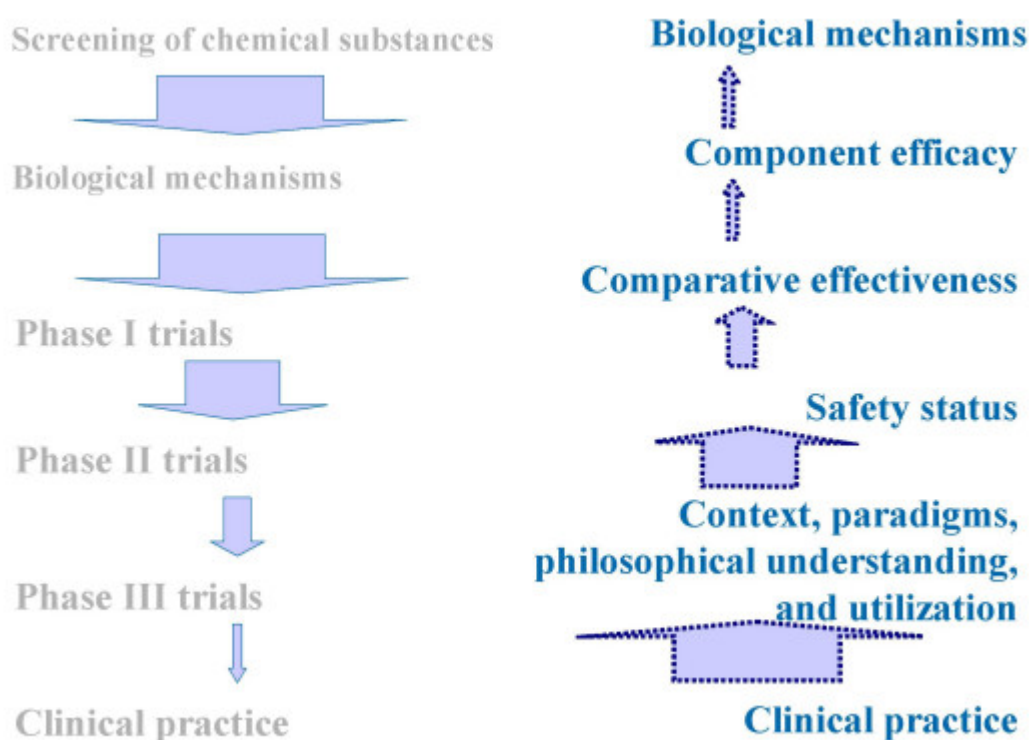 Screening of chemical substances
Biological mechanisms
Phase I trials
Phase II trials
Phase III trials
Clinical practice
Biological mechanisms
Component efficacy
Comparative effectiveness
Safety status
Context, paradigms,
philosophical understanding,
and utilization
Clinical practice